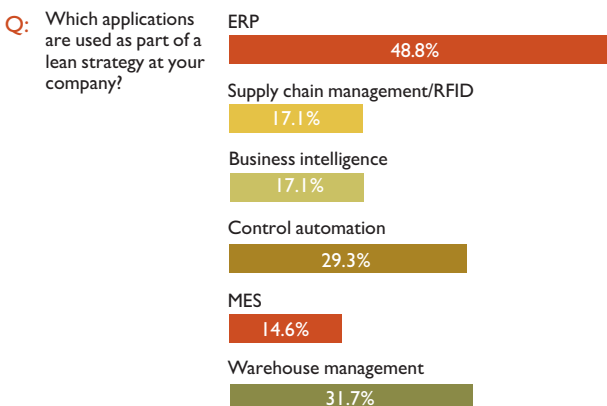 Q: Which applications
are used as part of a
lean strategy at your
company?
ERP
48.8%
Supply chain management/RFID
17.1%
Business intelligence
17.1%
Control automation
29.3%
MES
14.6%
Warehouse management
31.7%